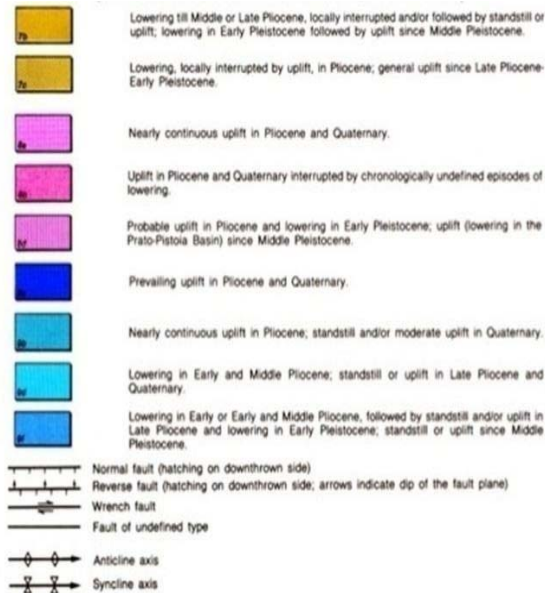 7b
Lowering till Middle or Late Pliocene, locally interrupted and/or followed by standstill or
uplift; lowering in Early Pleistocene followed by uplift since Middle Pleistocene.
Lowering, locally interrupted by uplift, in Pliocene; general uplift since Late Pliocene-
Early Pleistocene.
Nearly continuous uplift in Pliocene and Quaternary.
Uplift in Pliocene and Quaternary interrupted by chronologically undefined episodes of
lowering.
Probable uplift in Pliocene and lowering in Early Pleistocene; uplift (lowering in the
Prato-Pistoia Basin) since Middle Pleistocene.
Prevailing uplift in Pliocene and Quaternary.
Nearly continuous uplift in Pliocene; standstill and/or moderate uplift in Quaternary.
Lowering in Early and Middle Pliocene; standstill or uplift in Late Pliocene and
Quaternary.
Lowering in Early or Early and Middle Pliocene, followed by standstill and/or uplift in
Late Pliocene and lowering in Early Pleistocene; standstill or uplift since Middle
Pleistocene.
Normal fault (hatching on downthrown side)
Reverse fault (hatching on downthrown side; arrows indicate dip of the fault plane)
Wrench fault
Fault of undefined type
Anticline axis
Syncline axis